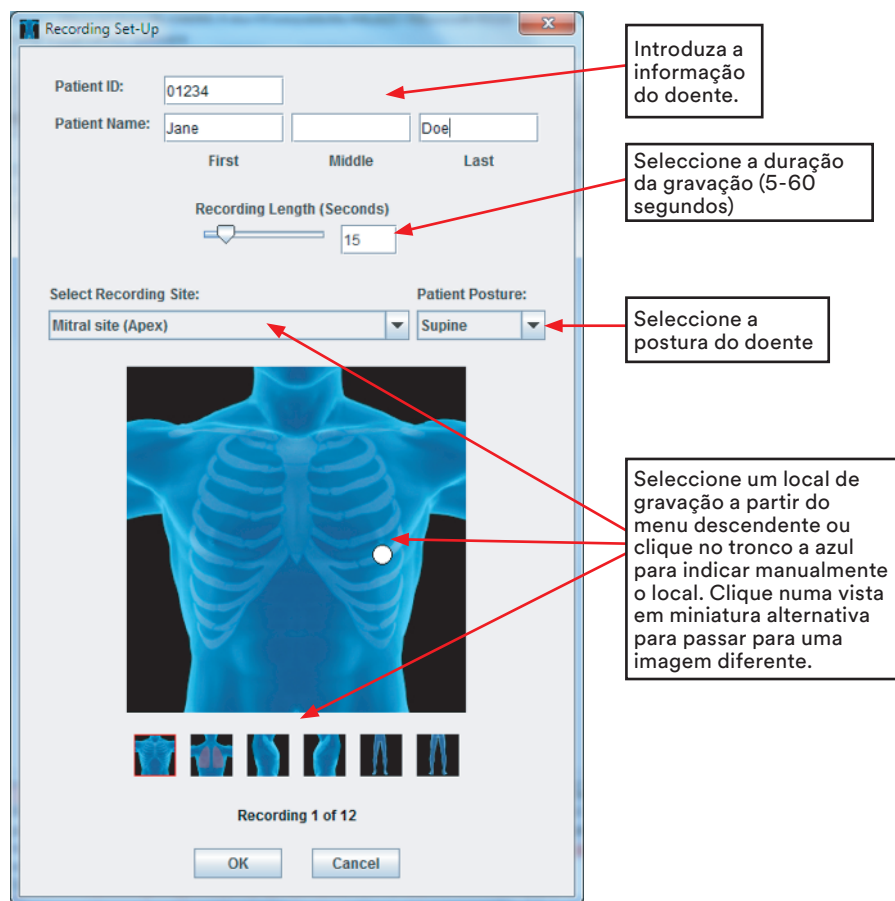 Recording Set-Up
Patient ID:
01234
Patient Name:
Jane
Doe
First
Middle
Last
Recording Length (Seconds)
15
Select Recording Site:
Patient Posture:
Mitral site (Apex)
Supine
Recording 1 of 12
OK
Cancel
Introduza a
informação
do doente.
Seleccione a duração
da gravação (5-60
segundos)
Seleccione a
postura do doente
Seleccione um local de
gravação a partir do
menu descendente ou
clique no tronco a azul
para indicar manualmente
o local. Clique numa vista
em miniatura alternativa
para passar para uma
imagem diferente.